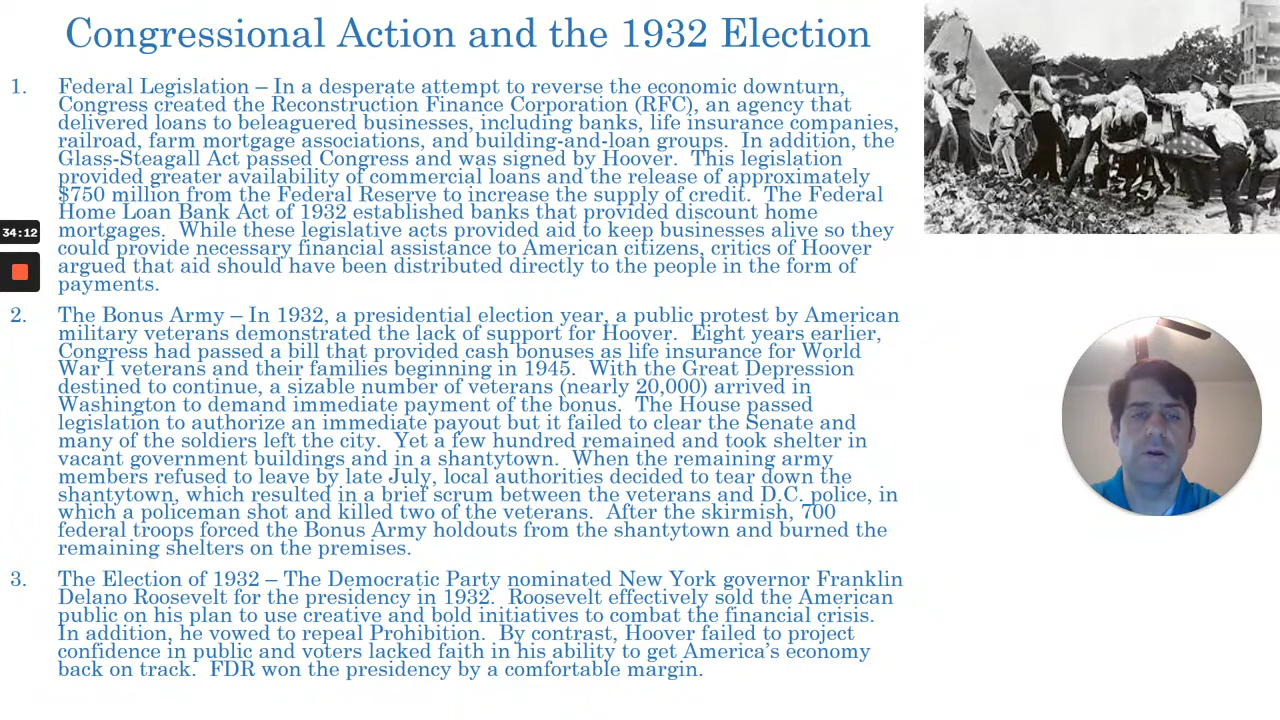 Congressional Action and the 1932 Election
1. Federal Legislation – In a desperate attempt to reverse the economic downturn,
Congress created the Reconstruction Finance Corporation (RFC), an agency that
delivered loans to beleaguered businesses, including banks, life insurance companies,
railroad, farm mortgage associations, and building-and-loan groups. In addition, the
Glass-Steagall Act passed Congress and was signed by Hoover. This legislation
provided greater availability of commercial loans and the release of approximately
$750 million from the Federal Reserve to increase the supply of credit. The Federal
Home Loan Bank Act of 1932 established banks that provided discount home
mortgages. While these legislative acts provided aid to keep businesses alive so they
could provide necessary financial assistance to American citizens, critics of Hoover
argued that aid should have been distributed directly to the people in the form of
payments.
34:12
2. The Bonus Army – In 1932, a presidential election year, a public protest by American
military veterans demonstrated the lack of support for Hoover. Eight years earlier,
Congress had passed a bill that provided cash bonuses as life insurance for World
War I veterans and their families beginning in 1945. With the Great Depression
destined to continue, a sizable number of veterans (nearly 20,000) arrived in
Washington to demand immediate payment of the bonus. The House passed
legislation to authorize an immediate payout but it failed to clear the Senate and
many of the soldiers left the city. Yet a few hundred remained and took shelter in
vacant government buildings and in a shantytown. When the remaining army
members refused to leave by late July, local authorities decided to tear down the
shantytown, which resulted in a brief scrum between the veterans and D.C. police, in
which a policeman shot and killed two of the veterans. After the skirmish, 700
federal troops forced the Bonus Army holdouts from the shantytown and burned the
remaining shelters on the premises.
3. The Election of 1932 – The Democratic Party nominated New York governor Franklin
Delano Roosevelt for the presidency in 1932. Roosevelt effectively sold the American
public on his plan to use creative and bold initiatives to combat the financial crisis.
In addition, he vowed to repeal Prohibition. By contrast, Hoover failed to project
confidence in public and voters lacked faith in his ability to get America's economy
back on track. FDR won the presidency by a comfortable margin.